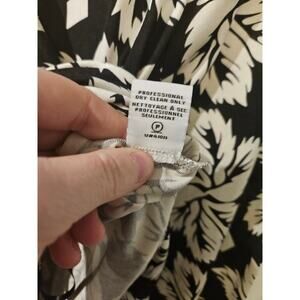 PROFESSIONAL
DRY CLEAN ONLY
NETTOYAGE À SEC
PROFESSIONNEL
SEULEMENT
P